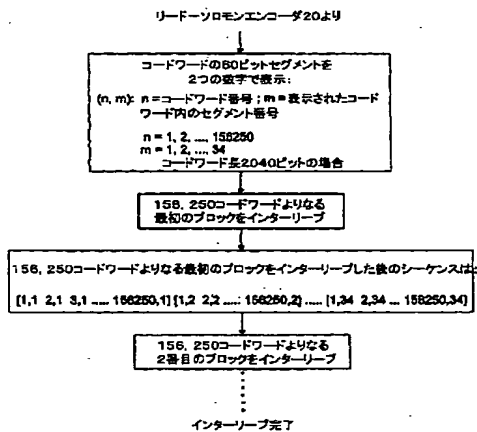 リードーソロモンエンコーダ20より
コードワードの60ビットセグメントを
2つの数字で表示:
(n, m): n=コードワード番号;m=表示されたコード
ワード内のセグメント番号
n = 1, 2, ..., 156250
m = 1, 2, ..., 34
コードワード長2040ビットの場合
156, 250コードワードよりなる
最初のブロックをインターリーブ
156, 250コードワードよりなる最初のブロックをインターリーブした後のシーケンスは:
[1,1 2,1 3,1 ..... 156250,1] [1,2 2,2 ..... 156250,2] ..... [1,34 2,34 ... 156250,34]
156, 250コードワードよりなる
2番目のブロックをインターリーブ
インターリーブ完了